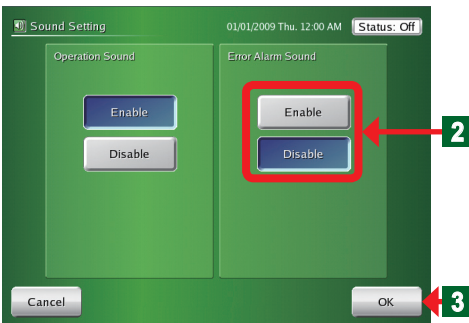 Sound Setting
01/01/2009 Thu. 12:00 AM
Status: Off
Operation Sound
Error Alarm Sound
Enable
Enable
2
Disable
Disable
Cancel
OK
3